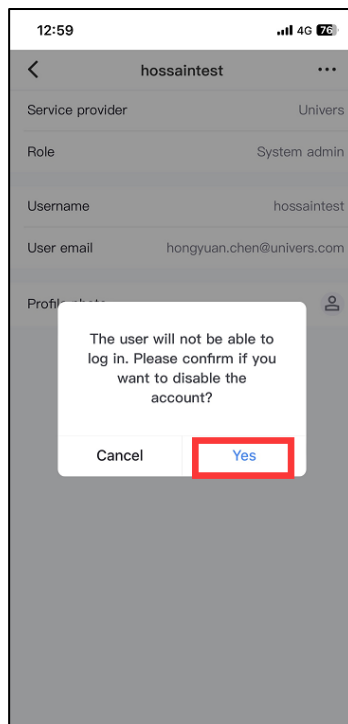 12:59
4G 76
hossaintest
Service provider Univers
Role System admin
Username hossaintest
User email hongyuan.chen@univers.com
Profile photo
The user will not be able to
log in. Please confirm if you
want to disable the
account?
Cancel Yes